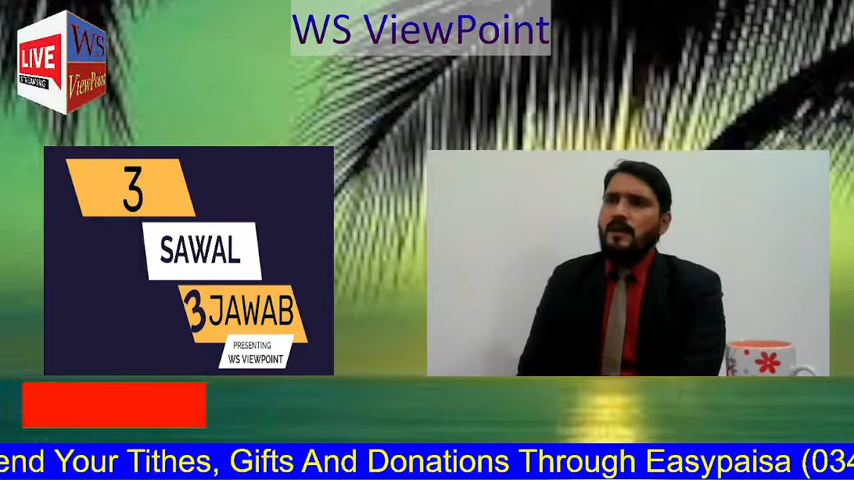 WS ViewPoint
LIVE
STREAMING
WS
ViewPoint
3
SAWAL
3 JAWAB
PRESENTING
WS VIEWPOINT
end Your Tithes, Gifts And Donations Through Easypaisa (034